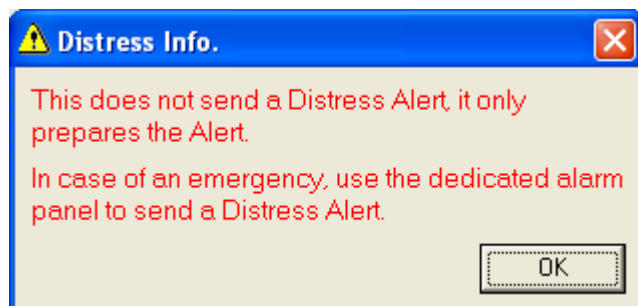 Distress Info.
This does not send a Distress Alert, it only
prepares the Alert.
In case of an emergency, use the dedicated alarm
panel to send a Distress Alert.
OK